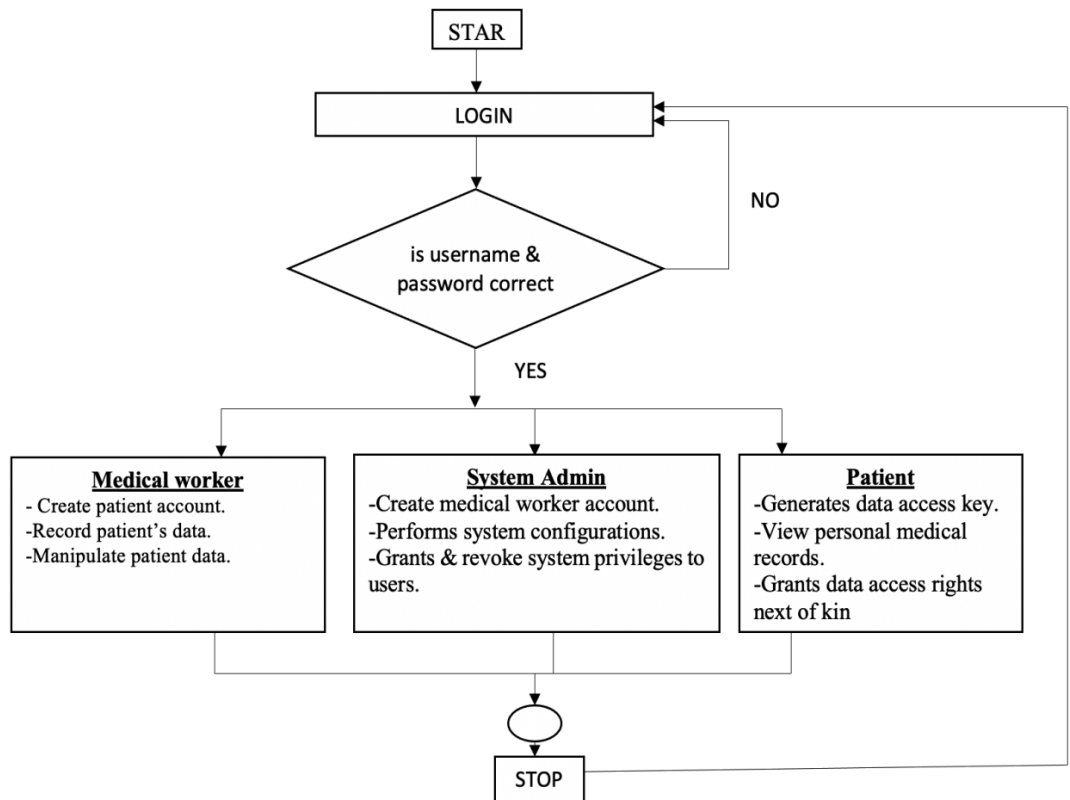 STAR
LOGIN
NO
is username &
password correct
YES
Medical worker
- Create patient account.
-Record patient’s data.
-Manipulate patient data.
System Admin
-Create medical worker account.
-Performs system configurations.
-Grants & revoke system privileges to
users.
Patient
-Generates data access key.
-View personal medical
records.
-Grants data access rights
next of kin
STOP